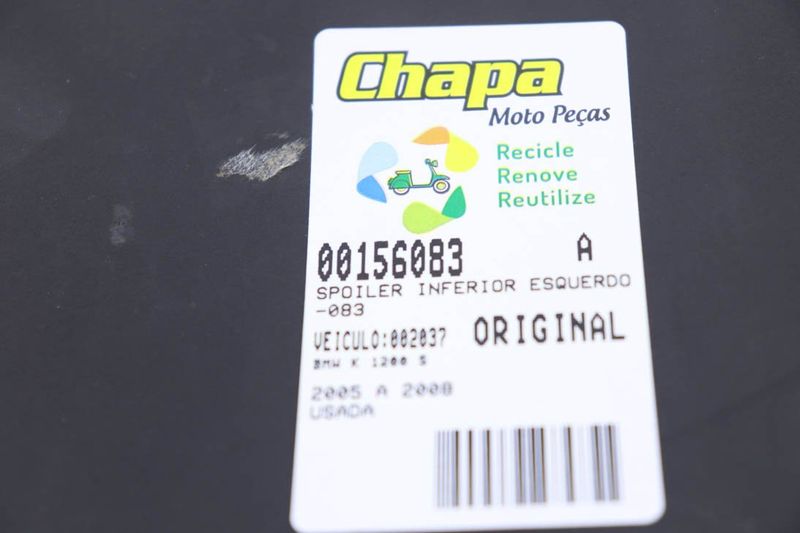 Chapa
Moto Peças
Recicle
Renove
Reutilize
00156083 A
SPOILER INFERIOR ESQUERDO
-083
VEICULO:002037 ORIGINAL
BMW K 1200 S
2005 A 2008
USADA